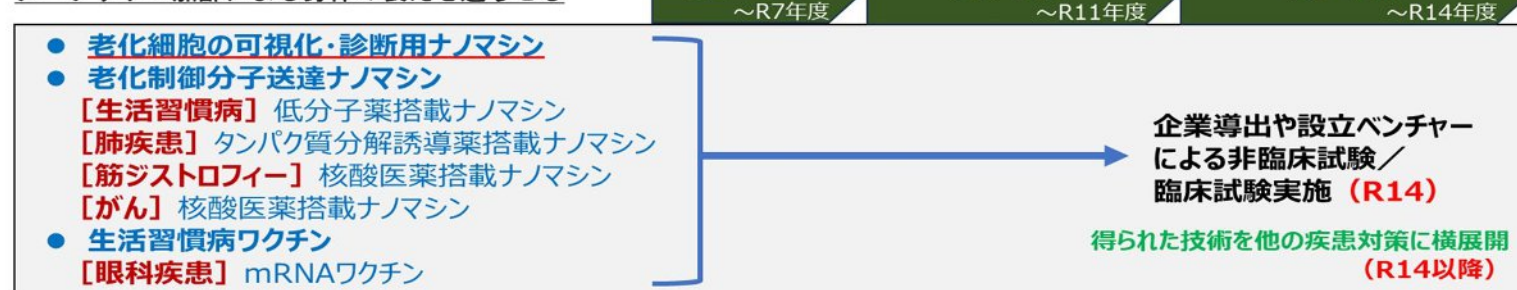 ～R7年度
～R11年度
～R14年度
● 老化細胞の可視化・診断用ナノマシン
● 老化制御分子送達ナノマシン
［生活習慣病］低分子薬搭載ナノマシン
［肺疾患］タンパク質分解誘導薬搭載ナノマシン
［筋ジストロフィー］核酸医薬搭載ナノマシン
［がん］核酸医薬搭載ナノマシン
● 生活習慣病ワクチン
［眼科疾患］mRNAワクチン
企業導出や設立ベンチャー
による非臨床試験／
臨床試験実施（R14）
得られた技術を他の疾患対策に横展開
（R14以降）